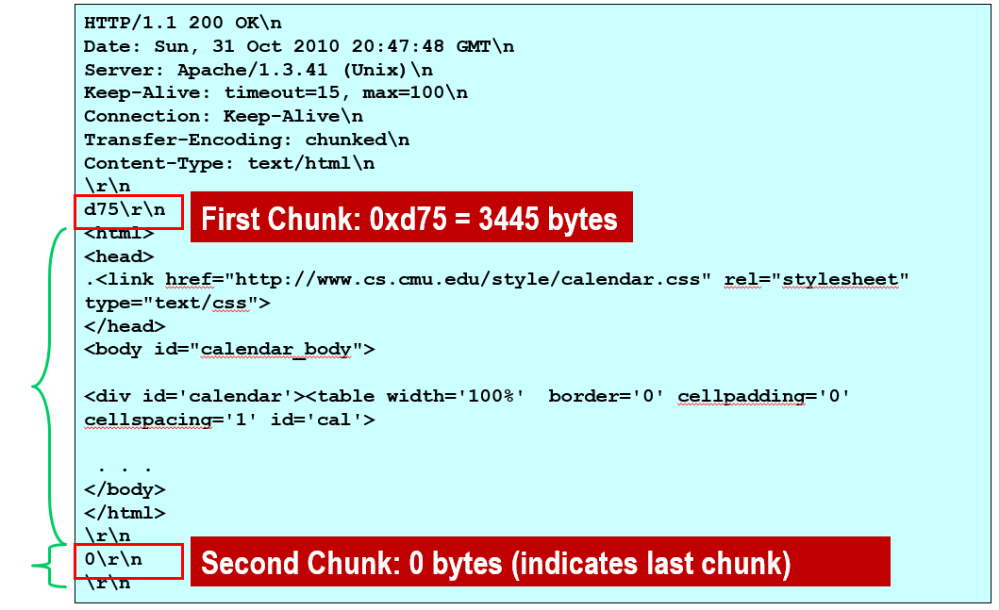 HTTP/1.1 200 OK\n
Date: Sun, 31 Oct 2010 20:47:48 GMT\n
Server: Apache/1.3.41 (Unix)\n
Keep-Alive: timeout=15, max=100\n
Connection: Keep-Alive\n
Transfer-Encoding: chunked\n
Content-Type: text/html\n
\r\n
d75\r\n
First Chunk: 0xd75 = 3445 bytes
<html>
<head>
.<link href="http://www.cs.cmu.edu/style/calendar.css" rel="stylesheet"
type="text/css">
</head>
<body id="calendar_body">
<div id='calendar'><table width='100%'  border='0' cellpadding='0'
cellspacing='1' id='cal'>
. . .
</body>
</html>
\r\n
0\r\n
Second Chunk: 0 bytes (indicates last chunk)
\r\n